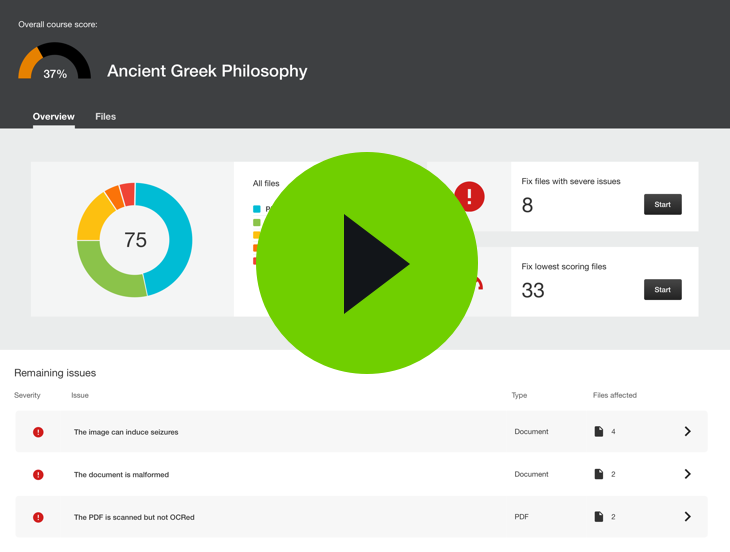 Overall course score:
37%
Ancient Greek Philosophy
Overview Files
75
All files
Fix files with severe issues
8
Start
Fix lowest scoring files
33
Start
Remaining issues
Severity Issue Type Files affected
The image can induce seizures Document 4
The document is malformed Document 2
The PDF is scanned but not OCRed PDF 2